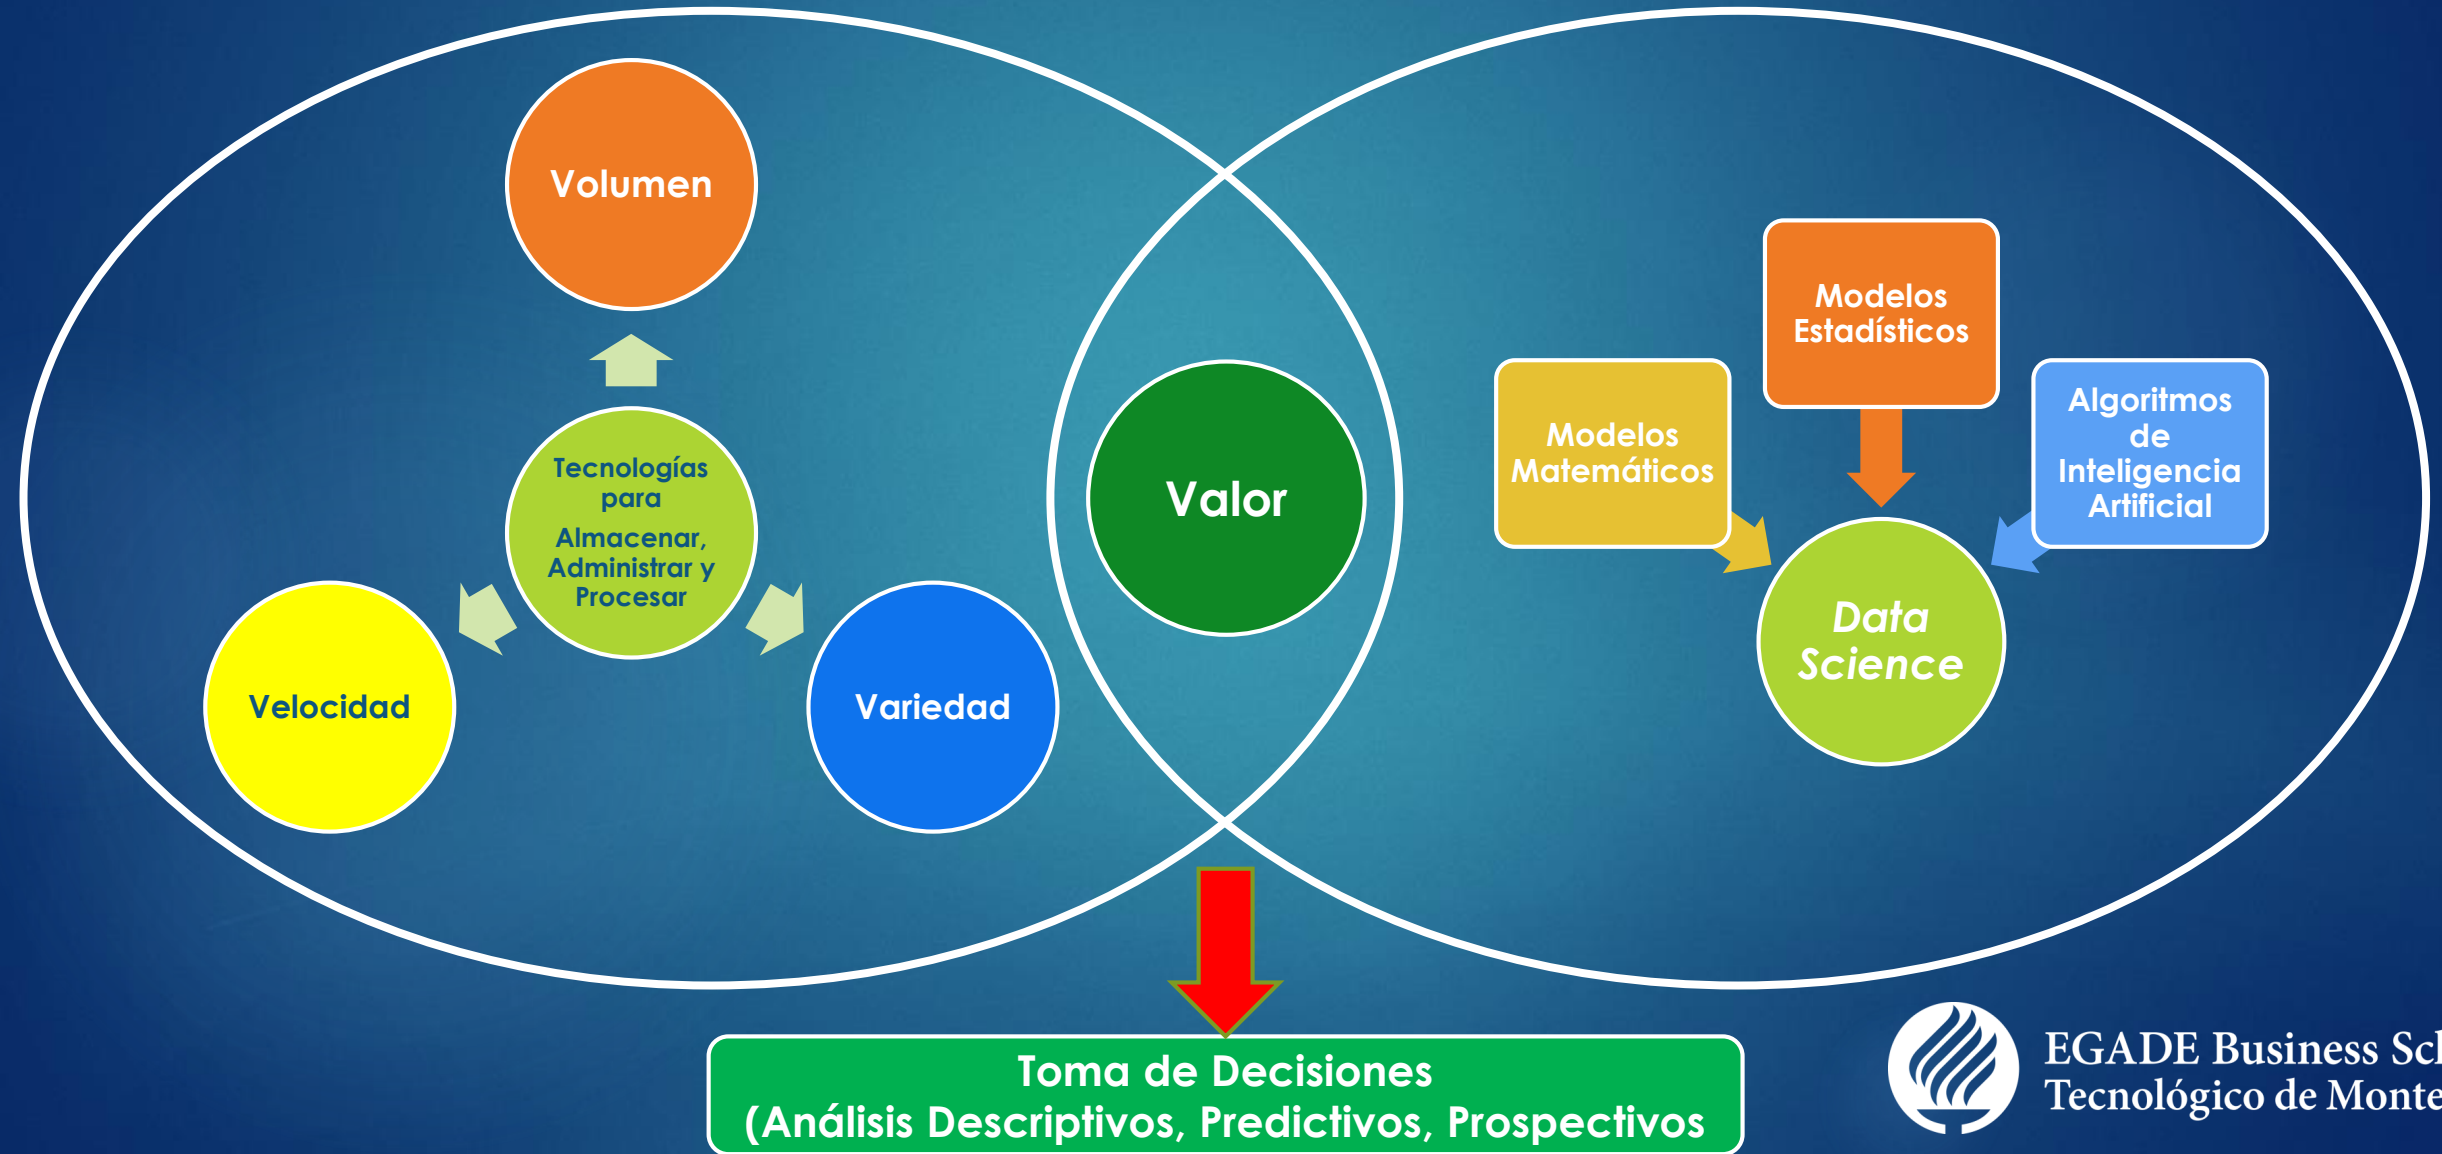 Volumen
Tecnologías
para
Almacenar,
Administrar y
Procesar
Velocidad
Variedad
Valor
Modelos
Estadísticos
Modelos
Matemáticos
Algoritmos
de
Inteligencia
Artificial
Data
Science
Toma de Decisiones
(Análisis Descriptivos, Predictivos, Prospectivos
EGADE Business Scl
Tecnológico de Monte